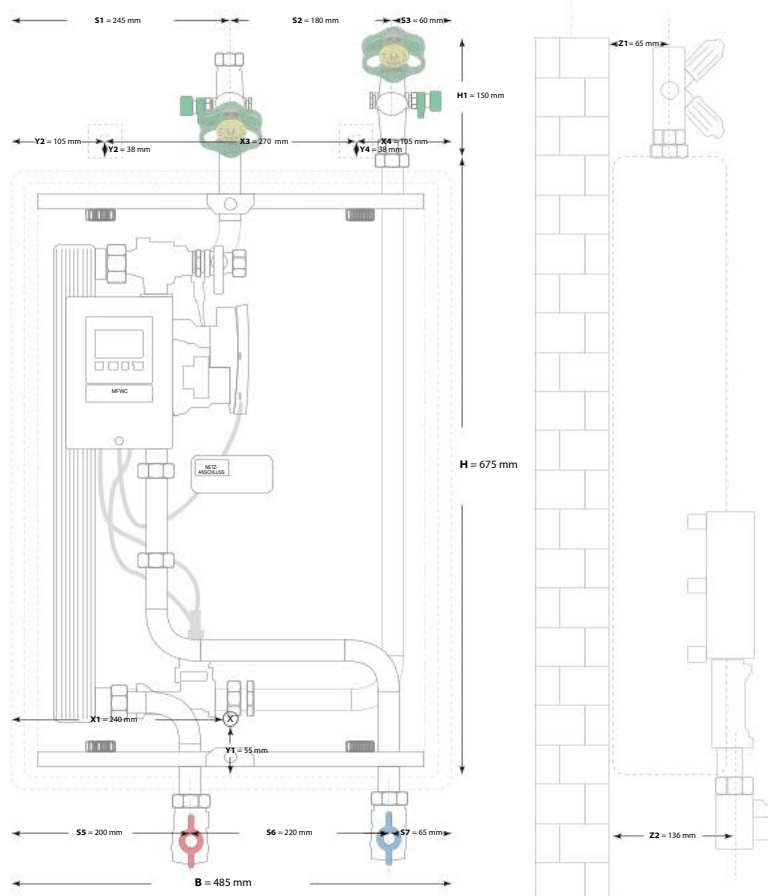 S1 = 245 mm
S2 = 180 mm
S3 = 60 mm
Z1 = 65 mm
H1 = 150 mm
Y2 = 105 mm
X3 = 270 mm
X4 = 105 mm
Y2 = 38 mm
Y4 = 38 mm
MFWC
NETZ-
ANSCHLUSS
H = 675 mm
X1 = 240 mm
X
Y1 = 55 mm
S5 = 200 mm
S6 = 220 mm
S7 = 65 mm
Z2 = 136 mm
B = 485 mm